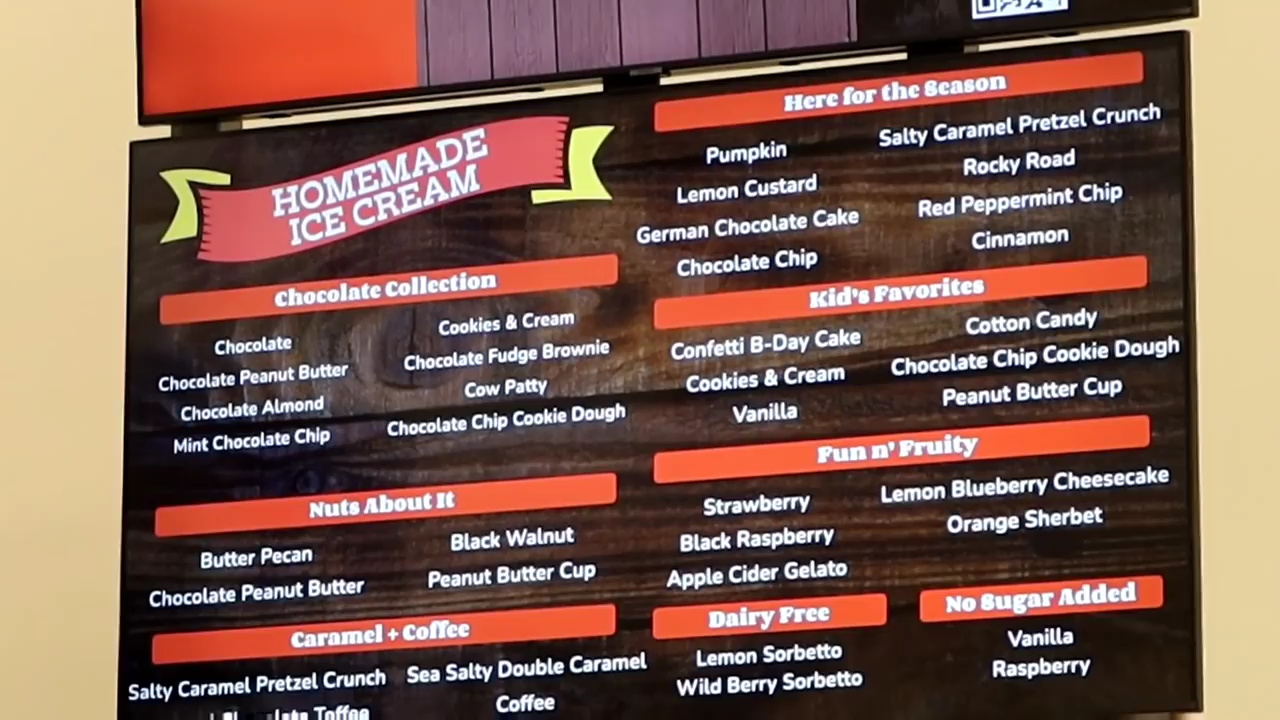 HOMEMADE
ICE CREAM
Chocolate Collection
Chocolate
Chocolate Peanut Butter
Chocolate Almond
Mint Chocolate Chip
Cookies & Cream
Chocolate Fudge Brownie
Cow Patty
Chocolate Chip Cookie Dough
Nuts About It
Butter Pecan
Chocolate Peanut Butter
Black Walnut
Peanut Butter Cup
Caramel + Coffee
Salty Caramel Pretzel Crunch
Toffee
Sea Salty Double Caramel
Coffee
Here for the Season
Pumpkin
Lemon Custard
German Chocolate Cake
Chocolate Chip
Salty Caramel Pretzel Crunch
Rocky Road
Red Peppermint Chip
Cinnamon
Kid's Favorites
Confetti B-Day Cake
Cookies & Cream
Vanilla
Cotton Candy
Chocolate Chip Cookie Dough
Peanut Butter Cup
Fun n' Fruity
Strawberry
Black Raspberry
Apple Cider Gelato
Lemon Blueberry Cheesecake
Orange Sherbet
Dairy Free
Lemon Sorbetto
Wild Berry Sorbetto
No Sugar Added
Vanilla
Raspberry